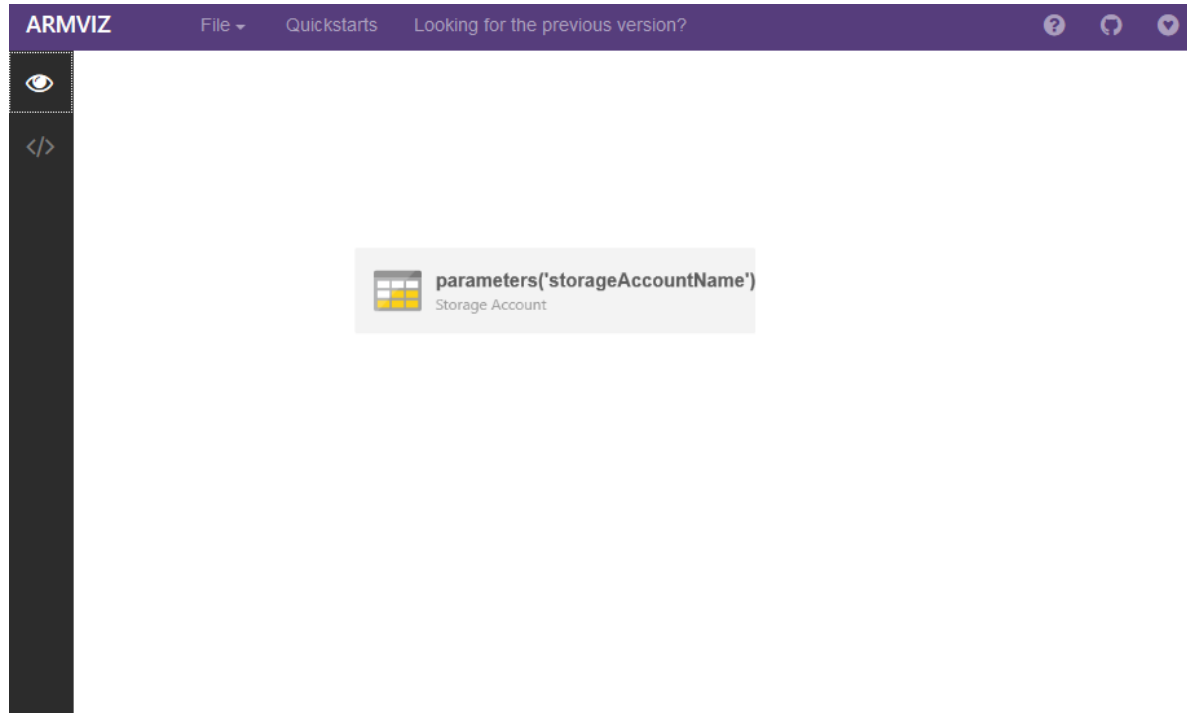 ARMVIZ File Quickstarts Looking for the previous version?
</>
parameters('storageAccountName')
Storage Account